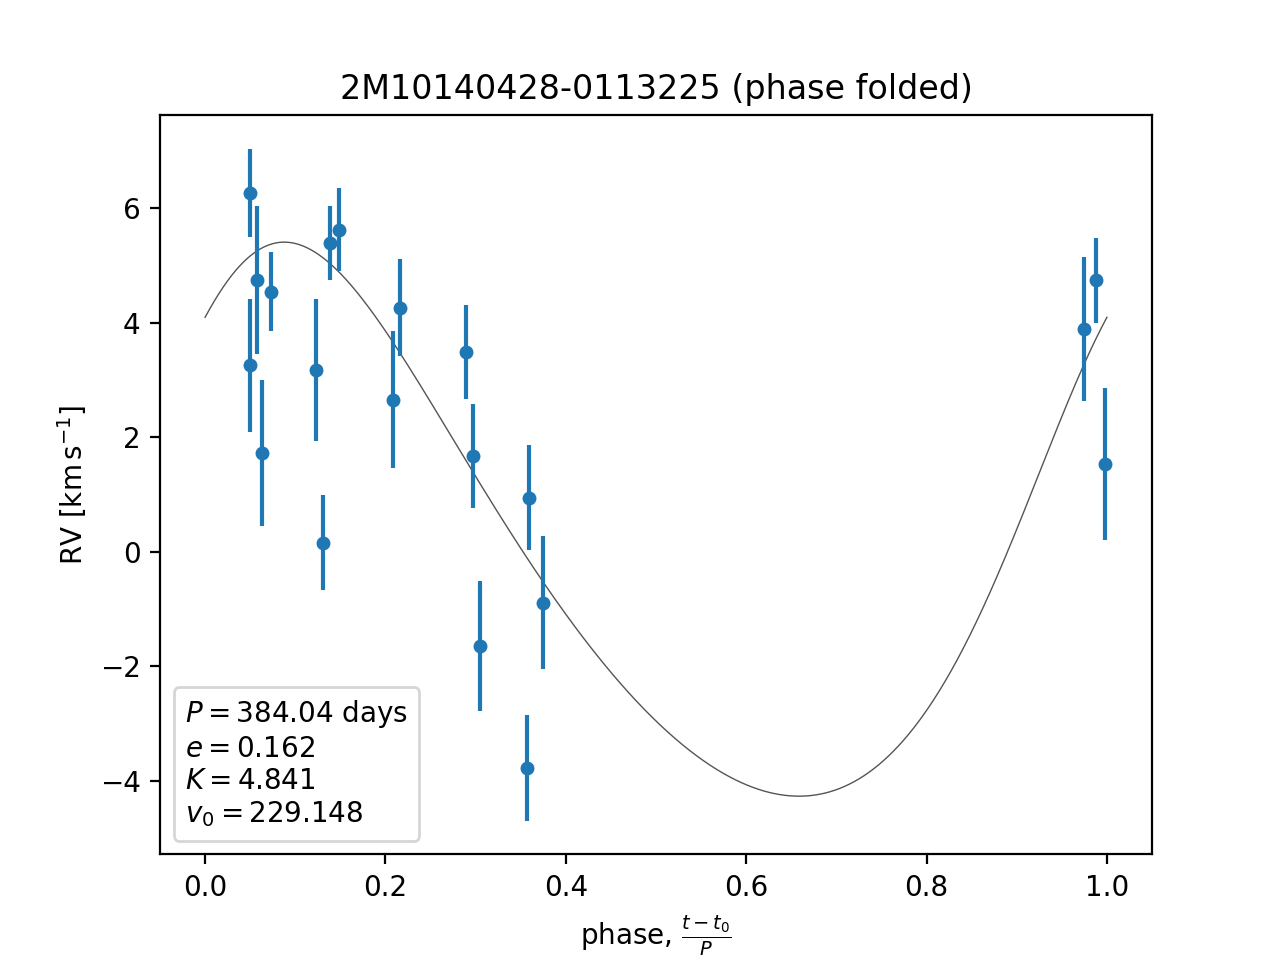 2M10140428-0113225 (phase folded)
RV [km s⁻¹]
6
4
2
0
−2
−4
P = 384.04 days
e = 0.162
K = 4.841
v₀ = 229.148
0.0 0.2 0.4 0.6 0.8 1.0
phase, (t − t₀)/P